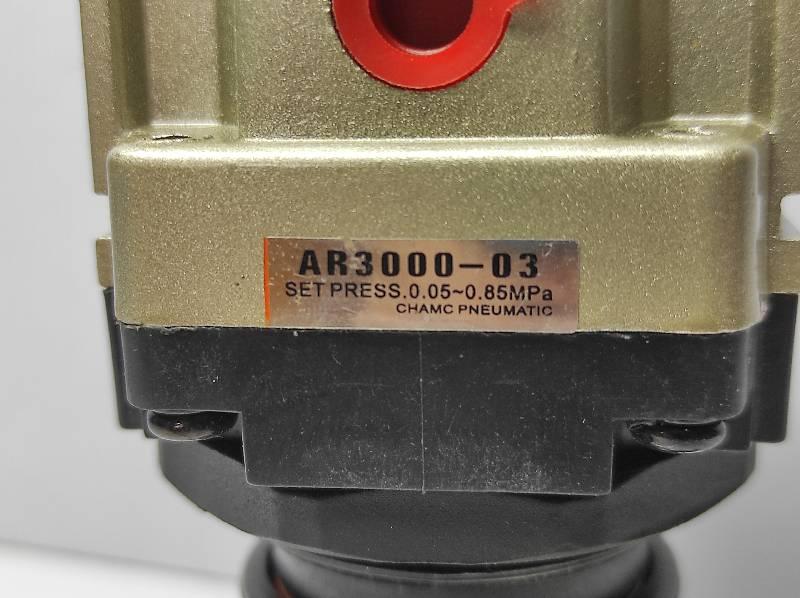 AR3000-03
SET PRESS.0.05~0.85MPa
CHAMC PNEUMATIC